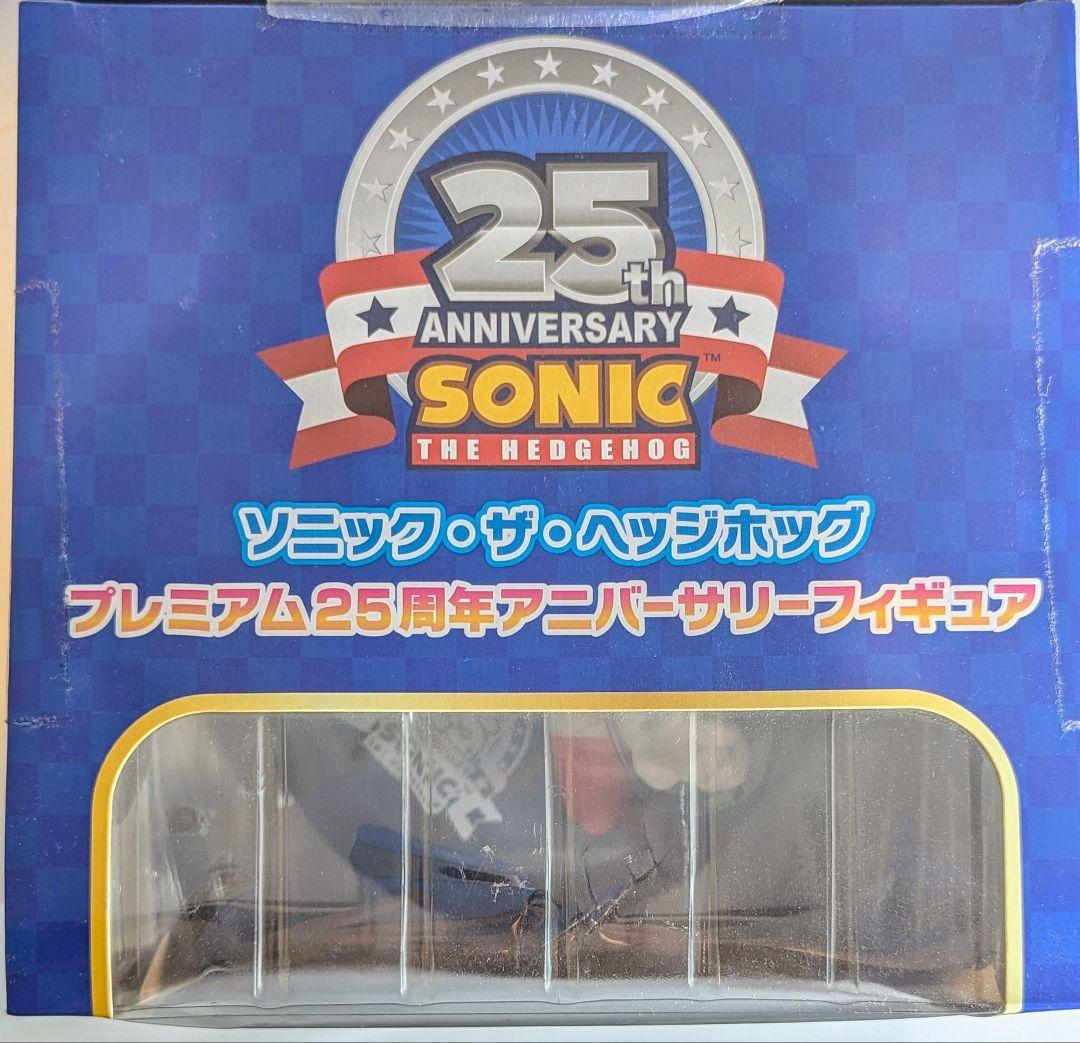 25th
ANNIVERSARY
SONIC™
THE HEDGEHOG
ソニック・ザ・ヘッジホッグ
プレミアム25周年アニバーサリーフィギュア